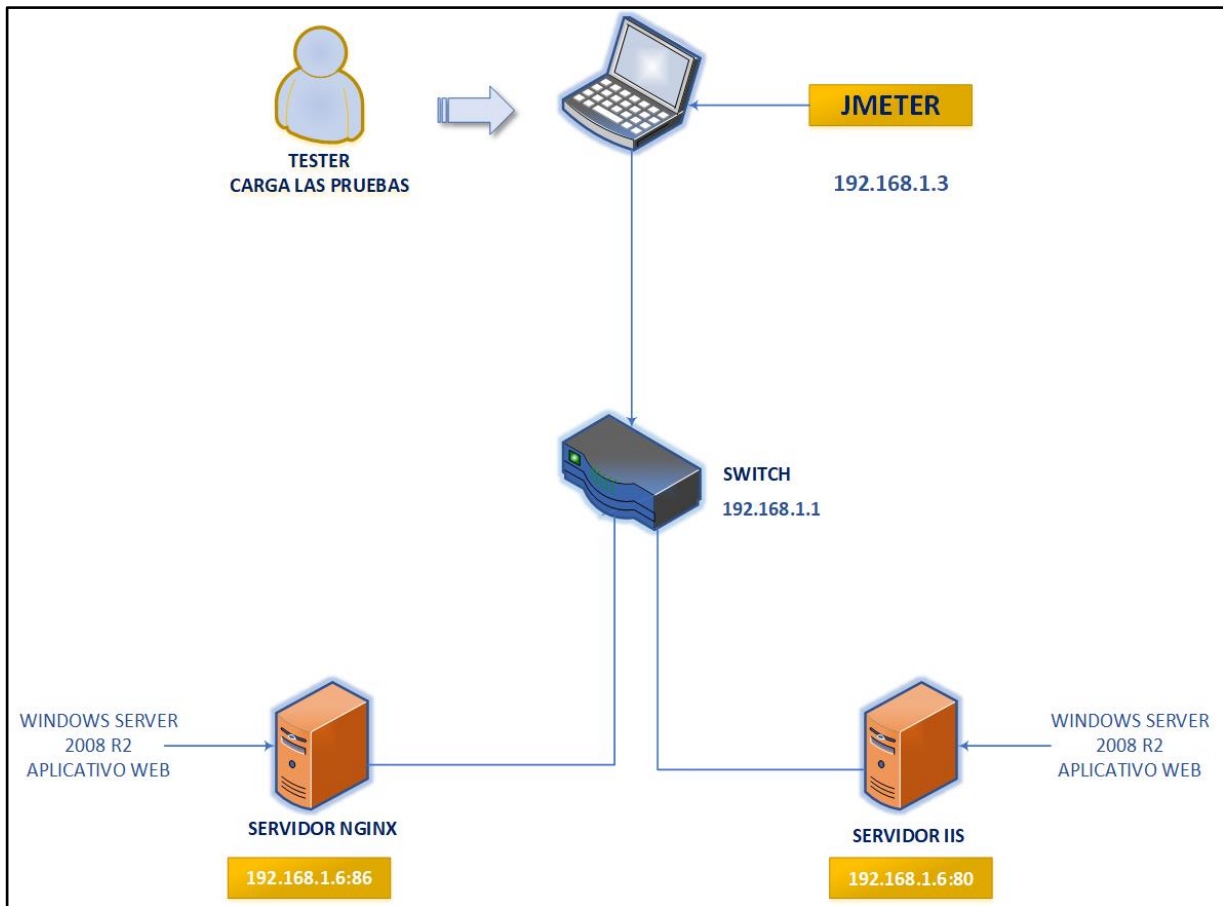 JMETER
TESTER
CARGA LAS PRUEBAS
192.168.1.3
SWITCH
192.168.1.1
WINDOWS SERVER
2008 R2
APLICATIVO WEB
WINDOWS SERVER
2008 R2
APLICATIVO WEB
SERVIDOR NGINX
SERVIDOR IIS
192.168.1.6:86
192.168.1.6:80